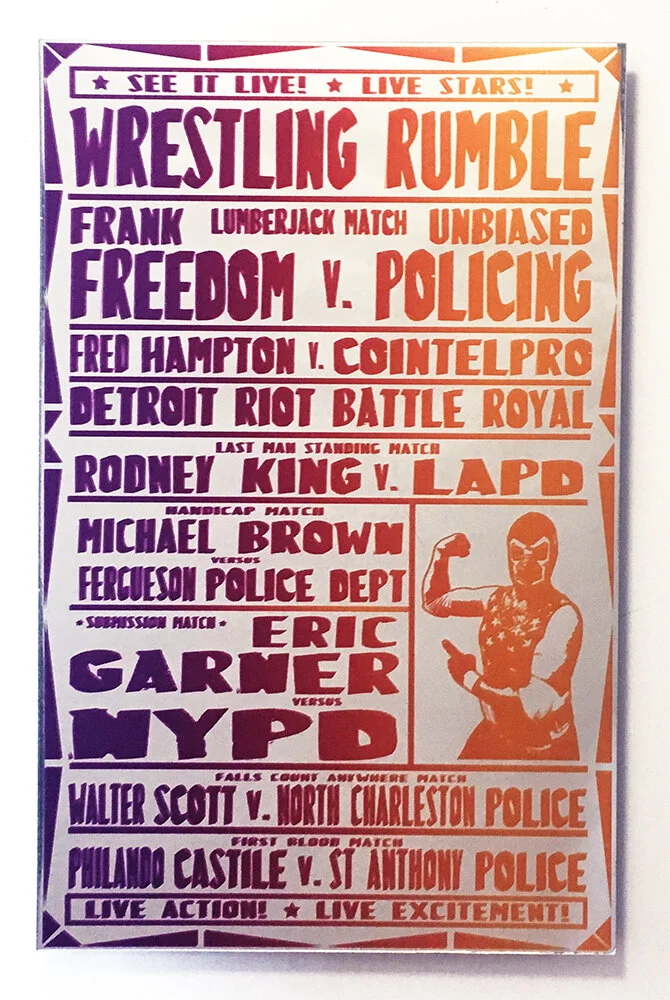 ★ SEE IT LIVE! ★ LIVE STARS! ★
WRESTLING RUMBLE
FRANK LUMBERJACK MATCH UNBIASED
FREEDOM V. POLICING
FRED HAMPTON V. COINTELPRO
DETROIT RIOT BATTLE ROYAL
LAST MAN STANDING MATCH
RODNEY KING V. LAPD
HANDICAP MATCH
MICHAEL BROWN
VERSUS
FERGUESON POLICE DEPT
★SUBMISSION MATCH★ ERIC
GARNER
VERSUS
NYPD
FALLS COUNT ANYWHERE MATCH
WALTER SCOTT V. NORTH CHARLESTON POLICE
FIRST BLOOD MATCH
PHILANDO CASTILE V. ST ANTHONY POLICE
LIVE ACTION! ★ LIVE EXCITEMENT!